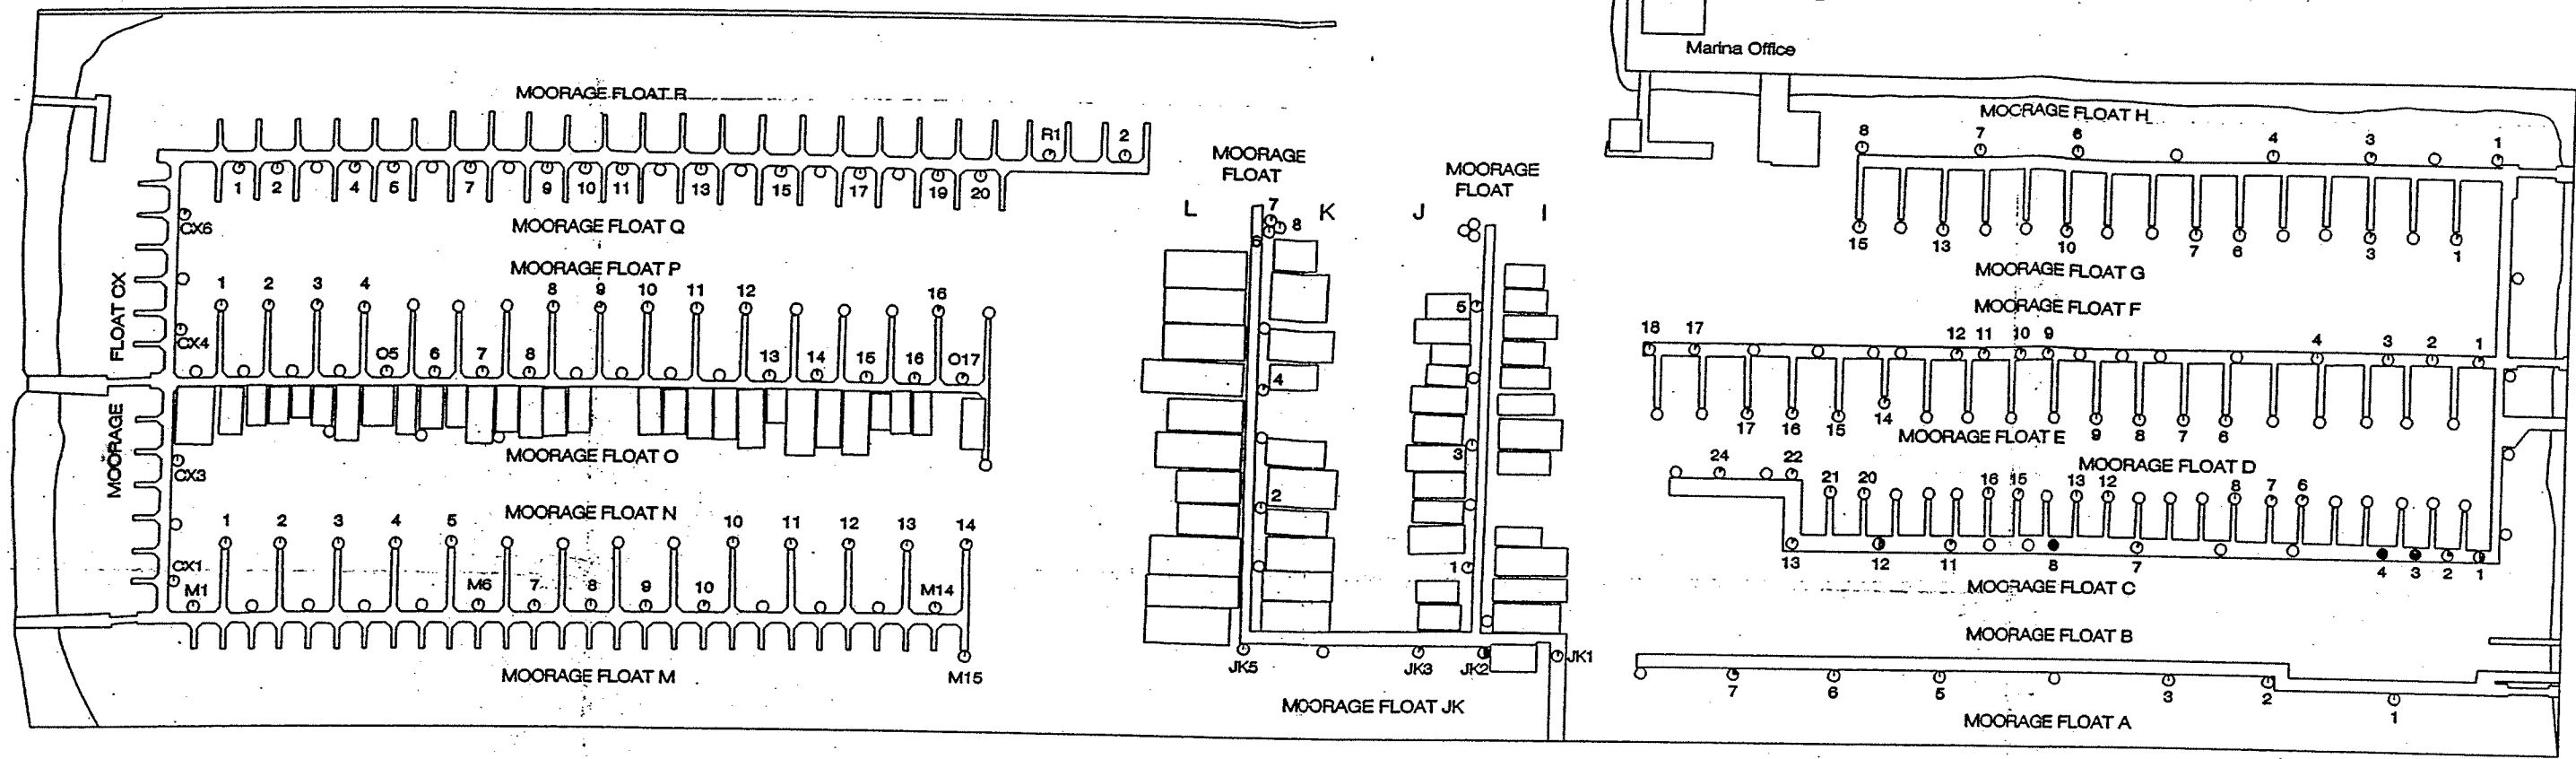 Marina Office
MOORAGE FLOAT R
R1 2
1 2 4 5 7 9 10 11 13 15 17 19 20
CX6
MOORAGE FLOAT Q
MOORAGE FLOAT P
1 2 3 4 8 9 10 11 12 16
CX4
O5 6 7 8 13 14 15 16 O17
MOORAGE FLOAT CX
CX3
MOORAGE FLOAT O
MOORAGE FLOAT N
1 2 3 4 5 10 11 12 13 14
CX1
M1 M6 7 8 9 10 M14
MOORAGE FLOAT M
M15
MOORAGE
FLOAT
L K
7
8
6
4
2
MOORAGE
FLOAT
J I
5
3
1
JK5 JK3 JK2 JK1
MOORAGE FLOAT JK
MOORAGE FLOAT H
8 7 6 4 3 1
15 13 10 7 6 3 1
MOORAGE FLOAT G
MOORAGE FLOAT F
18 17 12 11 10 9 4 3 2 1
17 16 15 14 9 8 7 6
MOORAGE FLOAT E
MOORAGE FLOAT D
24 22 21 20 16 15 13 12 8 7 6
13 12 11 8 7 4 3 2 1
MOORAGE FLOAT C
MOORAGE FLOAT B
7 6 5 3 2 1
MOORAGE FLOAT A